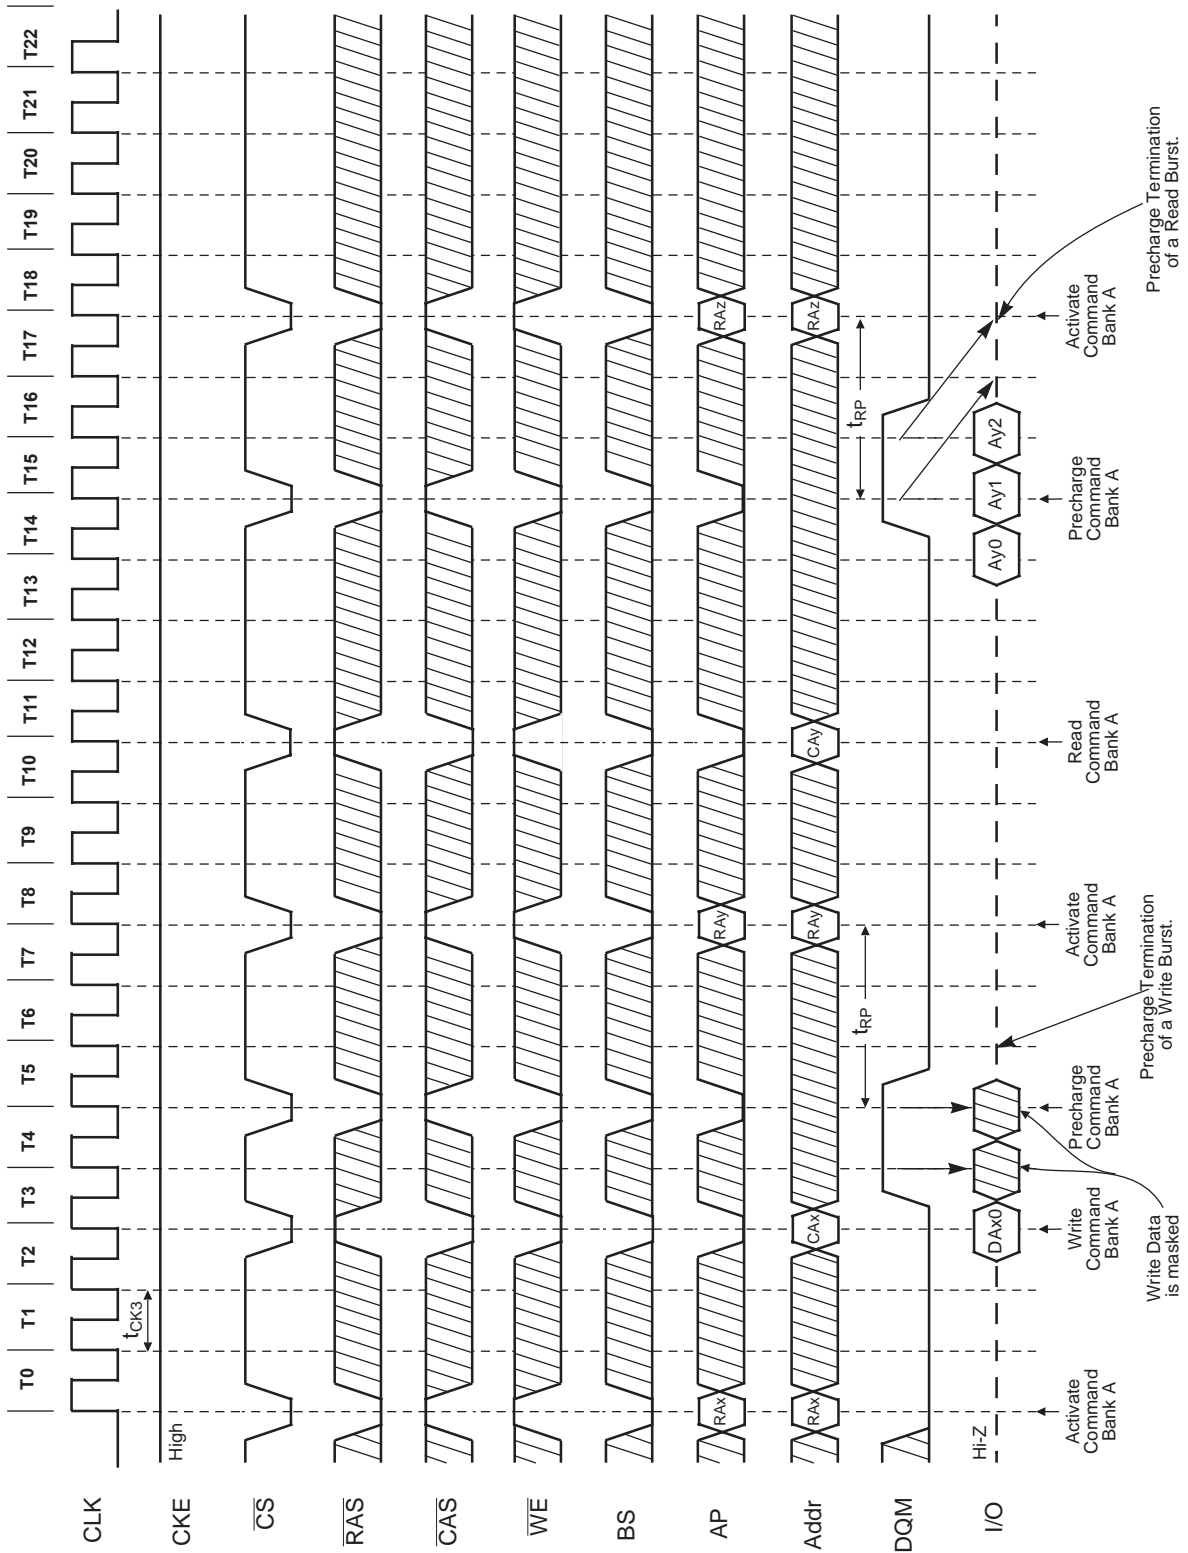 T0 T1 T2 T3 T4 T5 T6 T7 T8 T9 T10 T11 T12 T13 T14 T15 T16 T17 T18 T19 T20 T21 T22
CLK
tCK3
CKE
High
CS
RAS
CAS
WE
BS
AP
RAx RAy RAz
Addr
RAx CAx RAy CAy RAz
tRP tRP
DQM
Hi-Z
I/O
DAx0 Ay0 Ay1 Ay2
Activate
Command
Bank A
Write
Command
Bank A
Precharge
Command
Bank A
Activate
Command
Bank A
Read
Command
Bank A
Precharge
Command
Bank A
Activate
Command
Bank A
Write Data
is masked
Precharge Termination
of a Write Burst.
Precharge Termination
of a Read Burst.